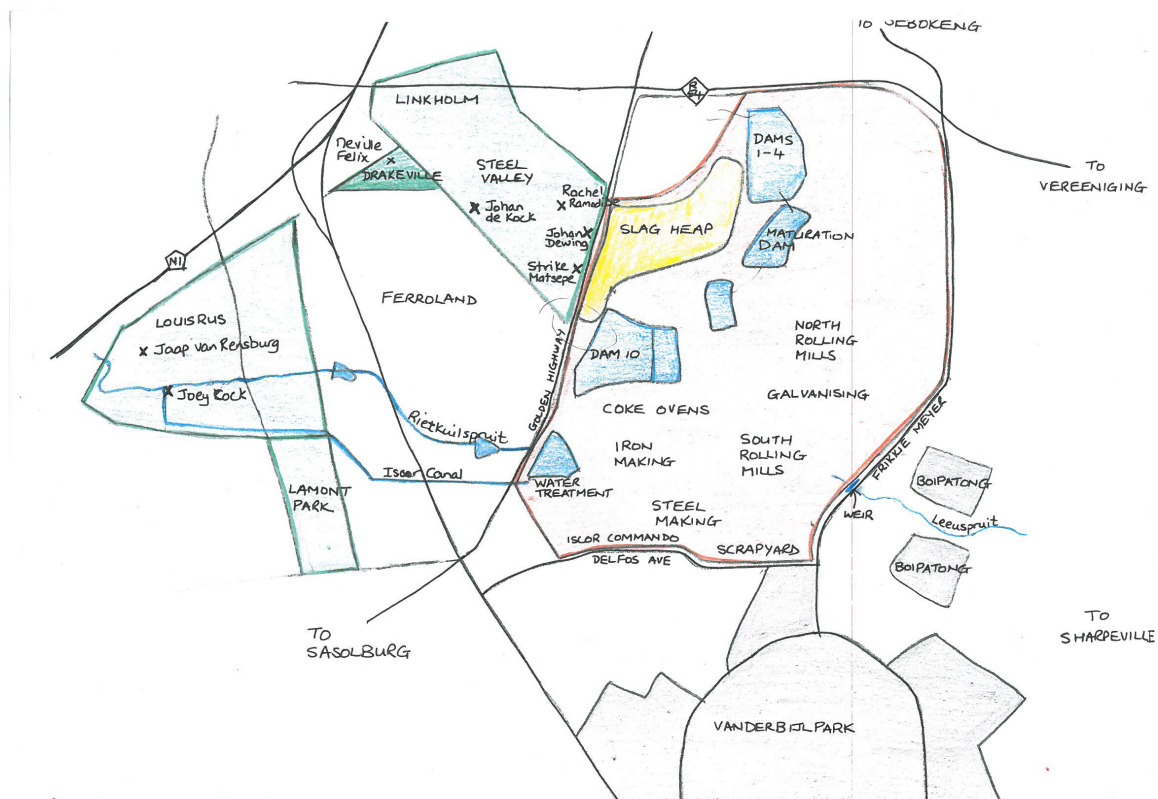 TO SEBOKENG
R
54
LINKHOLM
DAMS
1-4
Neville
Felix
DRAKEVILLE
STEEL
VALLEY
TO
VEREENIGING
Rachel
Ramodibe
Johan
de Kock
SLAG HEAP
Johan
Dewing
MATURATION
DAM
Strike
Matsepe
N1
FERROLAND
LOUISRUS
Jaap van Rensburg
NORTH
ROLLING
MILLS
GOLDEN HIGHWAY
DAM 10
Joey Kock
GALVANISING
COKE OVENS
Rietkuilspruit
IRON
MAKING
SOUTH
ROLLING
MILLS
FRIKKIE MEYER
Iscor Canal
WATER
TREATMENT
BOIPATONG
LAMONT
PARK
STEEL
MAKING
WEIR
Leeuspruit
ISCOR COMMANDO
SCRAPYARD
DELFOS AVE
BOIPATONG
TO
SASOLBURG
TO
SHARPEVILLE
VANDERBIJLPARK